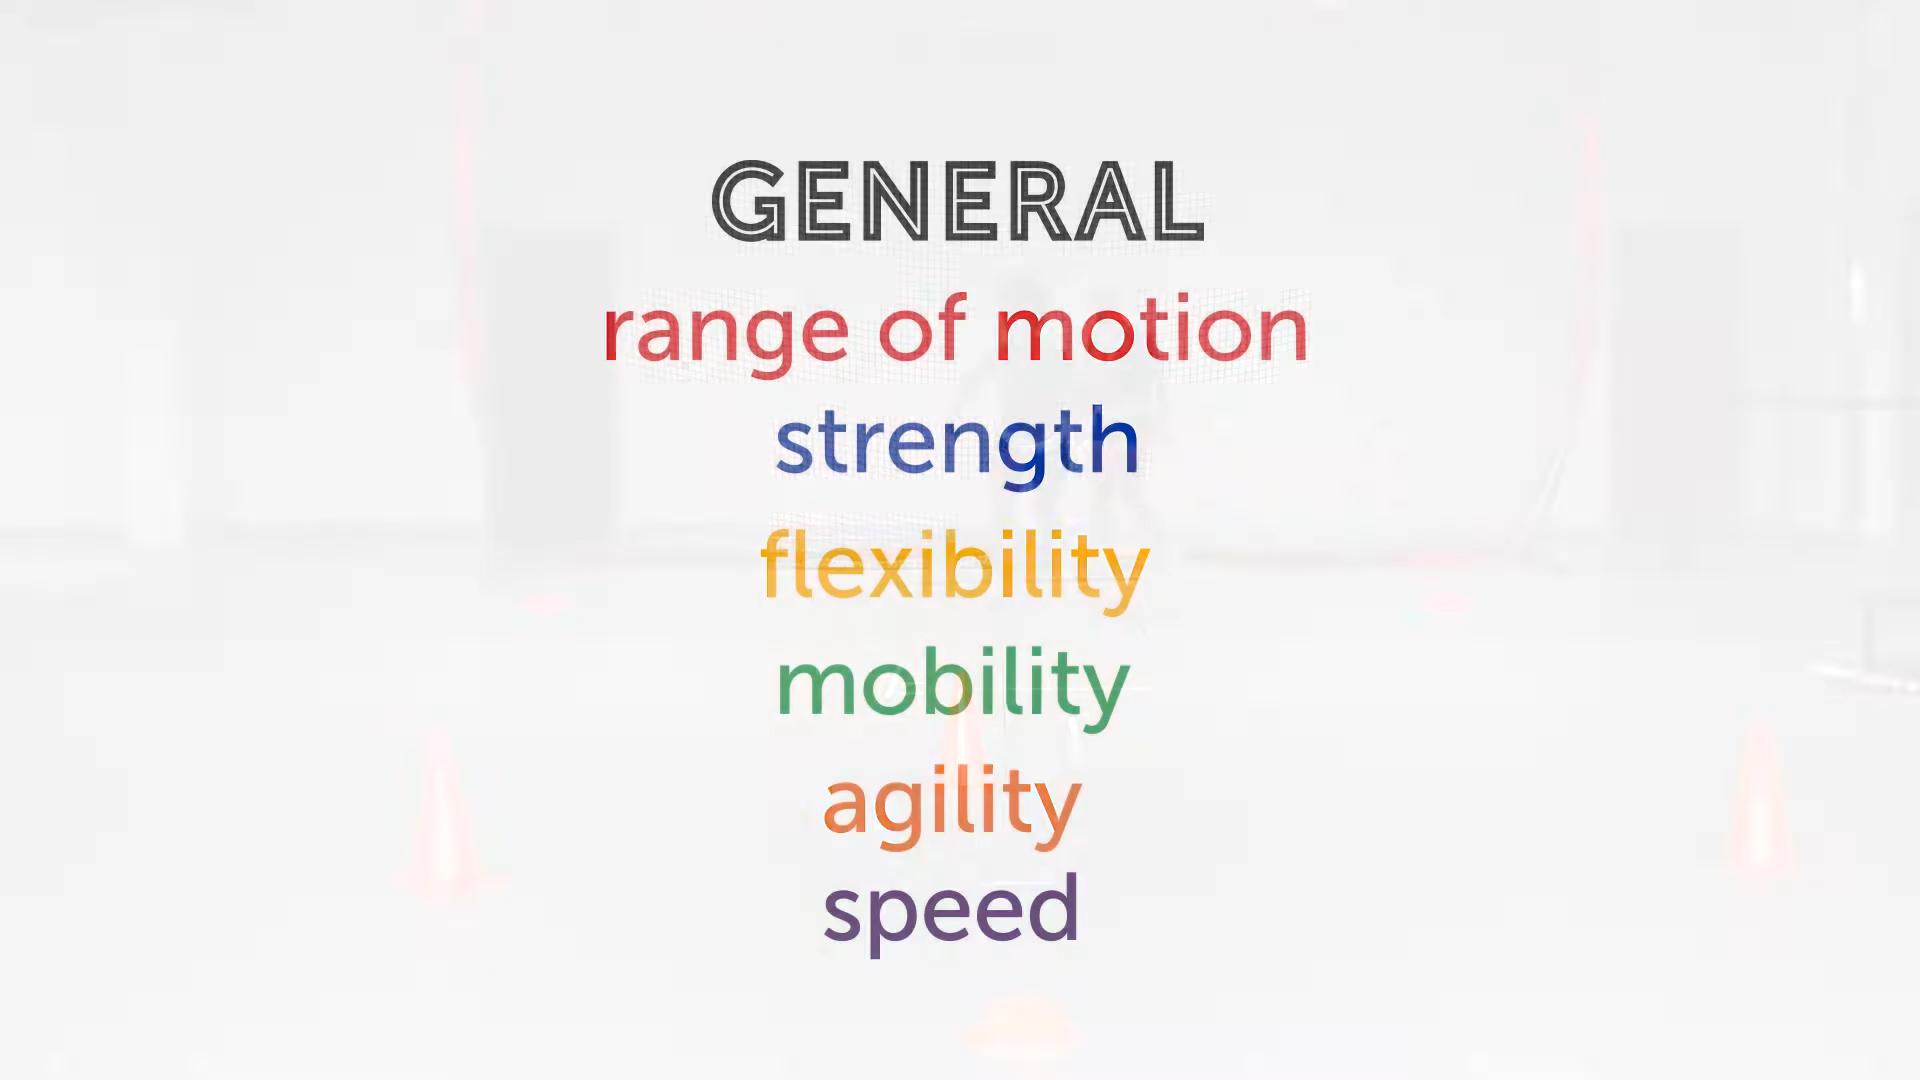 GENERAL
range of motion
strength
flexibility
mobility
agility
speed